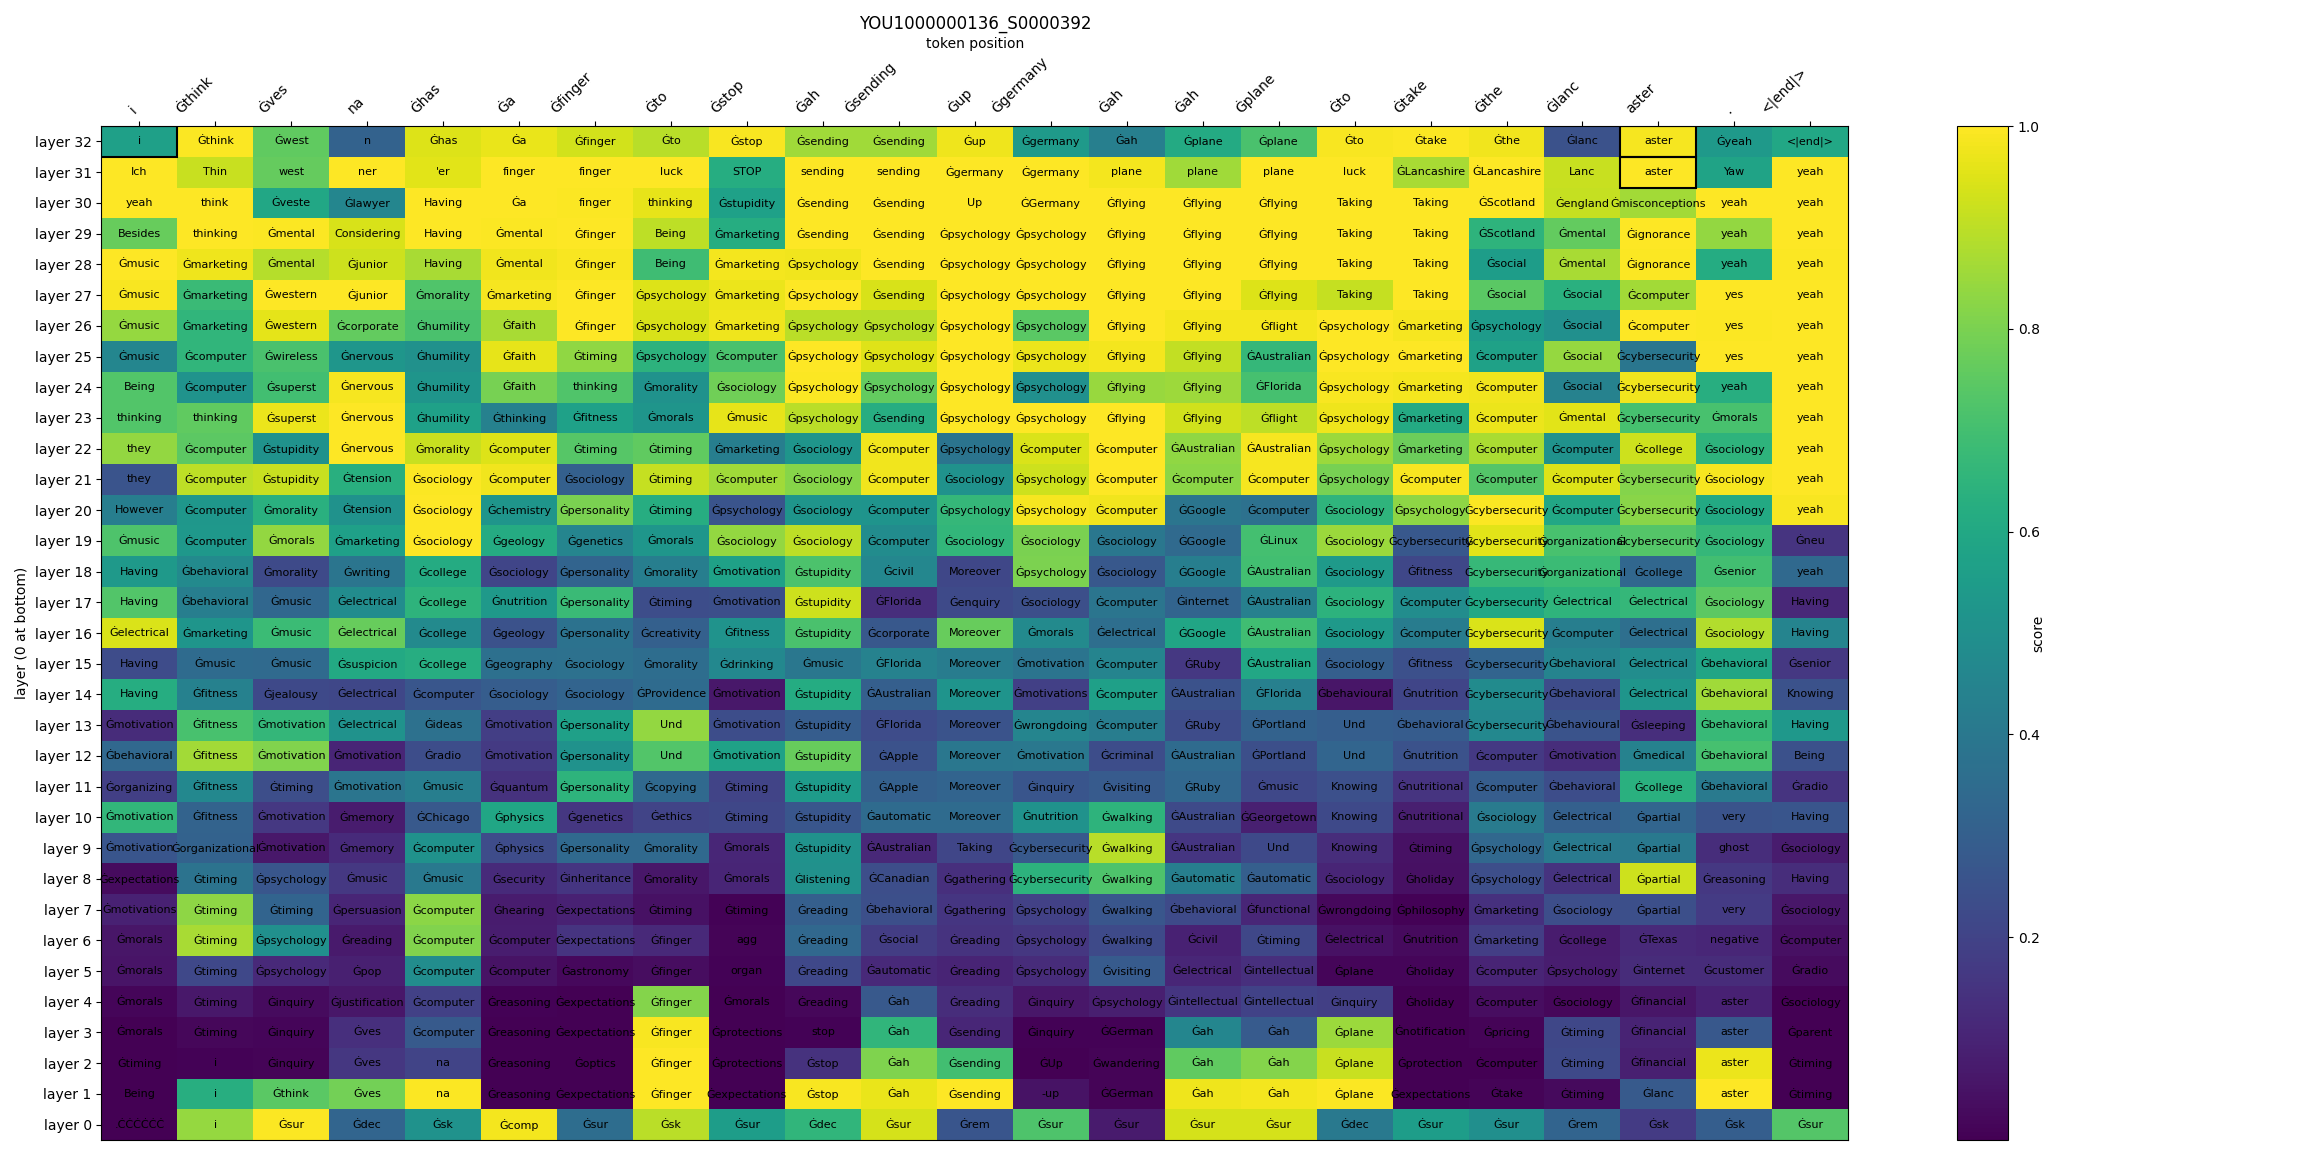 YOU1000000136_S0000392
token position
i Ġthink Ġves na Ġhas Ġa Ġfinger Ġto Ġstop Ġah Ġsending Ġup Ġgermany Ġah Ġah Ġplane Ġto Ġtake Ġthe Ġlanc aster . <|end|>
layer 32 i Ġthink Ġwest n Ġhas Ġa Ġfinger Ġto Ġstop Ġsending Ġsending Ġup Ġgermany Ġah Ġplane Ġplane Ġto Ġtake Ġthe Ġlanc aster Ġyeah <|end|>
layer 31 Ich Thin west ner 'er finger finger luck STOP sending sending Ġgermany Ġgermany plane plane plane luck ĠLancashire ĠLancashire Lanc aster Yaw yeah
layer 30 yeah think Ġveste Ġlawyer Having Ġa finger thinking Ġstupidity Ġsending Ġsending Up ĠGermany Ġflying Ġflying Ġflying Taking Taking ĠScotland Ġengland Ġmisconceptions yeah yeah
layer 29 Besides thinking Ġmental Considering Having Ġmental Ġfinger Being Ġmarketing Ġsending Ġsending Ġpsychology Ġpsychology Ġflying Ġflying Ġflying Taking Taking ĠScotland Ġmental Ġignorance yeah yeah
layer 28 Ġmusic Ġmarketing Ġmental Ġjunior Having Ġmental Ġfinger Being Ġmarketing Ġpsychology Ġsending Ġpsychology Ġpsychology Ġflying Ġflying Ġflying Taking Taking Ġsocial Ġmental Ġignorance yeah yeah
layer 27 Ġmusic Ġmarketing Ġwestern Ġjunior Ġmorality Ġmarketing Ġfinger Ġpsychology Ġmarketing Ġpsychology Ġsending Ġpsychology Ġpsychology Ġflying Ġflying Ġflying Taking Taking Ġsocial Ġsocial Ġcomputer yes yeah
layer 26 Ġmusic Ġmarketing Ġwestern Ġcorporate Ġhumility Ġfaith Ġfinger Ġpsychology Ġmarketing Ġpsychology Ġpsychology Ġpsychology Ġpsychology Ġflying Ġflying Ġflight Ġpsychology Ġmarketing Ġpsychology Ġsocial Ġcomputer yes yeah
layer 25 Ġmusic Ġcomputer Ġwireless Ġnervous Ġhumility Ġfaith Ġtiming Ġpsychology Ġcomputer Ġpsychology Ġpsychology Ġpsychology Ġpsychology Ġflying Ġflying ĠAustralian Ġpsychology Ġmarketing Ġcomputer Ġsocial Ġcybersecurity yes yeah
layer 24 Being Ġcomputer Ġsuperst Ġnervous Ġhumility Ġfaith thinking Ġmorality Ġsociology Ġpsychology Ġpsychology Ġpsychology Ġpsychology Ġflying Ġflying ĠFlorida Ġpsychology Ġmarketing Ġcomputer Ġsocial Ġcybersecurity yeah yeah
layer 23 thinking thinking Ġsuperst Ġnervous Ġhumility Ġthinking Ġfitness Ġmorals Ġmusic Ġpsychology Ġsending Ġpsychology Ġpsychology Ġflying Ġflying Ġflight Ġpsychology Ġmarketing Ġcomputer Ġmental Ġcybersecurity Ġmorals yeah
layer 22 they Ġcomputer Ġstupidity Ġnervous Ġmorality Ġcomputer Ġtiming Ġtiming Ġmarketing Ġsociology Ġcomputer Ġpsychology Ġcomputer Ġcomputer ĠAustralian ĠAustralian Ġpsychology Ġmarketing Ġcomputer Ġcomputer Ġcollege Ġsociology yeah
layer 21 they Ġcomputer Ġstupidity Ġtension Ġsociology Ġcomputer Ġsociology Ġtiming Ġcomputer Ġsociology Ġcomputer Ġsociology Ġpsychology Ġcomputer Ġcomputer Ġcomputer Ġpsychology Ġcomputer Ġcomputer Ġcomputer Ġcybersecurity Ġsociology yeah
layer 20 However Ġcomputer Ġmorality Ġtension Ġsociology Ġchemistry Ġpersonality Ġtiming Ġpsychology Ġsociology Ġcomputer Ġpsychology Ġpsychology Ġcomputer ĠGoogle Ġcomputer Ġsociology Ġpsychology Ġcybersecurity Ġcomputer Ġcybersecurity Ġsociology yeah
layer 19 Ġmusic Ġcomputer Ġmorals Ġmarketing Ġsociology Ġgeology Ġgenetics Ġmorals Ġsociology Ġsociology Ġcomputer Ġsociology Ġsociology Ġsociology ĠGoogle ĠLinux Ġsociology Ġcybersecurity Ġcybersecurity Ġorganizational Ġcybersecurity Ġsociology Ġneu
layer 18 Having Ġbehavioral Ġmorality Ġwriting Ġcollege Ġsociology Ġpersonality Ġmorality Ġmotivation Ġstupidity Ġcivil Moreover Ġpsychology Ġsociology ĠGoogle ĠAustralian Ġsociology Ġfitness Ġcybersecurity Ġorganizational Ġcollege Ġsenior yeah
layer 17 Having Ġbehavioral Ġmusic Ġelectrical Ġcollege Ġnutrition Ġpersonality Ġtiming Ġmotivation Ġstupidity ĠFlorida Ġenquiry Ġsociology Ġcomputer Ġinternet ĠAustralian Ġsociology Ġcomputer Ġcybersecurity Ġelectrical Ġelectrical Ġsociology Having
layer 16 Ġelectrical Ġmarketing Ġmusic Ġelectrical Ġcollege Ġgeology Ġpersonality Ġcreativity Ġfitness Ġstupidity Ġcorporate Moreover Ġmorals Ġelectrical ĠGoogle ĠAustralian Ġsociology Ġcomputer Ġcybersecurity Ġcomputer Ġelectrical Ġsociology Having
layer 15 Having Ġmusic Ġmusic Ġsuspicion Ġcollege Ġgeography Ġsociology Ġmorality Ġdrinking Ġmusic ĠFlorida Moreover Ġmotivation Ġcomputer ĠRuby ĠAustralian Ġsociology Ġfitness Ġcybersecurity Ġbehavioral Ġelectrical Ġbehavioral Ġsenior
layer 14 Having Ġfitness Ġjealousy Ġelectrical Ġcomputer Ġsociology Ġsociology ĠProvidence Ġmotivation Ġstupidity ĠAustralian Moreover Ġmotivations Ġcomputer ĠAustralian ĠFlorida Ġbehavioural Ġnutrition Ġcybersecurity Ġbehavioral Ġelectrical Ġbehavioral Knowing
layer 13 Ġmotivation Ġfitness Ġmotivation Ġelectrical Ġideas Ġmotivation Ġpersonality Und Ġmotivation Ġstupidity ĠFlorida Moreover Ġwrongdoing Ġcomputer ĠRuby ĠPortland Und Ġbehavioral Ġcybersecurity Ġbehavioural Ġsleeping Ġbehavioral Having
layer 12 Ġbehavioral Ġfitness Ġmotivation Ġmotivation Ġradio Ġmotivation Ġpersonality Und Ġmotivation Ġstupidity ĠApple Moreover Ġmotivation Ġcriminal ĠAustralian ĠPortland Und Ġnutrition Ġcomputer Ġmotivation Ġmedical Ġbehavioral Being
layer 11 Ġorganizing Ġfitness Ġtiming Ġmotivation Ġmusic Ġquantum Ġpersonality Ġcopying Ġtiming Ġstupidity ĠApple Moreover Ġinquiry Ġvisiting ĠRuby Ġmusic Knowing Ġnutritional Ġcomputer Ġbehavioral Ġcollege Ġbehavioral Ġradio
layer 10 Ġmotivation Ġfitness Ġmotivation Ġmemory ĠChicago Ġphysics Ġgenetics Ġethics Ġtiming Ġstupidity Ġautomatic Moreover Ġnutrition Ġwalking ĠAustralian ĠGeorgetown Knowing Ġnutritional Ġsociology Ġelectrical Ġpartial very Having
layer 9 Ġmotivation Ġorganizational Ġmotivation Ġmemory Ġcomputer Ġphysics Ġpersonality Ġmorality Ġmorals Ġstupidity ĠAustralian Taking Ġcybersecurity Ġwalking ĠAustralian Und Knowing Ġtiming Ġpsychology Ġelectrical Ġpartial ghost Ġsociology
layer 8 Ġexpectations Ġtiming Ġpsychology Ġmusic Ġmusic Ġsecurity Ġinheritance Ġmorality Ġmorals Ġlistening ĠCanadian Ġgathering Ġcybersecurity Ġwalking Ġautomatic Ġautomatic Ġsociology Ġholiday Ġpsychology Ġelectrical Ġpartial Ġreasoning Having
layer 7 Ġmotivations Ġtiming Ġtiming Ġpersuasion Ġcomputer Ġhearing Ġexpectations Ġtiming Ġtiming Ġreading Ġbehavioral Ġgathering Ġpsychology Ġwalking Ġbehavioral Ġfunctional Ġwrongdoing Ġphilosophy Ġmarketing Ġsociology Ġpartial very Ġsociology
layer 6 Ġmorals Ġtiming Ġpsychology Ġreading Ġcomputer Ġcomputer Ġexpectations Ġfinger agg Ġreading Ġsocial Ġreading Ġpsychology Ġwalking Ġcivil Ġtiming Ġelectrical Ġnutrition Ġmarketing Ġcollege ĠTexas negative Ġcomputer
layer 5 Ġmorals Ġtiming Ġpsychology Ġpop Ġcomputer Ġcomputer Ġastronomy Ġfinger organ Ġreading Ġautomatic Ġreading Ġpsychology Ġvisiting Ġelectrical Ġintellectual Ġplane Ġholiday Ġcomputer Ġpsychology Ġinternet Ġcustomer Ġradio
layer 4 Ġmorals Ġtiming Ġinquiry Ġjustification Ġcomputer Ġreasoning Ġexpectations Ġfinger Ġmorals Ġreading Ġah Ġreading Ġinquiry Ġpsychology Ġintellectual Ġintellectual Ġinquiry Ġholiday Ġcomputer Ġsociology Ġfinancial aster Ġsociology
layer 3 Ġmorals Ġtiming Ġinquiry Ġves Ġcomputer Ġreasoning Ġexpectations Ġfinger Ġprotections stop Ġah Ġsending Ġinquiry ĠGerman Ġah Ġah Ġplane Ġnotification Ġpricing Ġtiming Ġfinancial aster Ġparent
layer 2 Ġtiming i Ġinquiry Ġves na Ġreasoning Ġoptics Ġfinger Ġprotections Ġstop Ġah Ġsending ĠUp Ġwandering Ġah Ġah Ġplane Ġprotection Ġcomputer Ġtiming Ġfinancial aster Ġtiming
layer 1 Being i Ġthink Ġves na Ġreasoning Ġexpectations Ġfinger Ġexpectations Ġstop Ġah Ġsending -up ĠGerman Ġah Ġah Ġplane Ġexpectations Ġtake Ġtiming Ġlanc aster Ġtiming
layer 0 i Ġsur Ġdec Ġsk Ġcomp Ġsur Ġsk Ġsur Ġdec Ġsur Ġrem Ġsur Ġsur Ġsur Ġsur Ġdec Ġsur Ġsur Ġrem Ġsk Ġsk Ġsur
layer (0 at bottom)
1.0
0.8
0.6
0.4
0.2
score